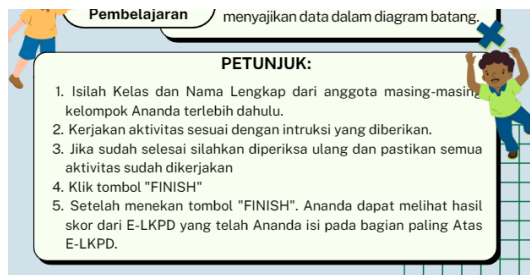 Pembelajaran
menyajikan data dalam diagram batang.
PETUNJUK:
1. Isilah Kelas dan Nama Lengkap dari anggota masing-masing
kelompok Ananda terlebih dahulu.
2. Kerjakan aktivitas sesuai dengan intruksi yang diberikan.
3. Jika sudah selesai silahkan diperiksa ulang dan pastikan semua
aktivitas sudah dikerjakan
4. Klik tombol "FINISH"
5. Setelah menekan tombol "FINISH". Ananda dapat melihat hasil
skor dari E-LKPD yang telah Ananda isi pada bagian paling Atas
E-LKPD.